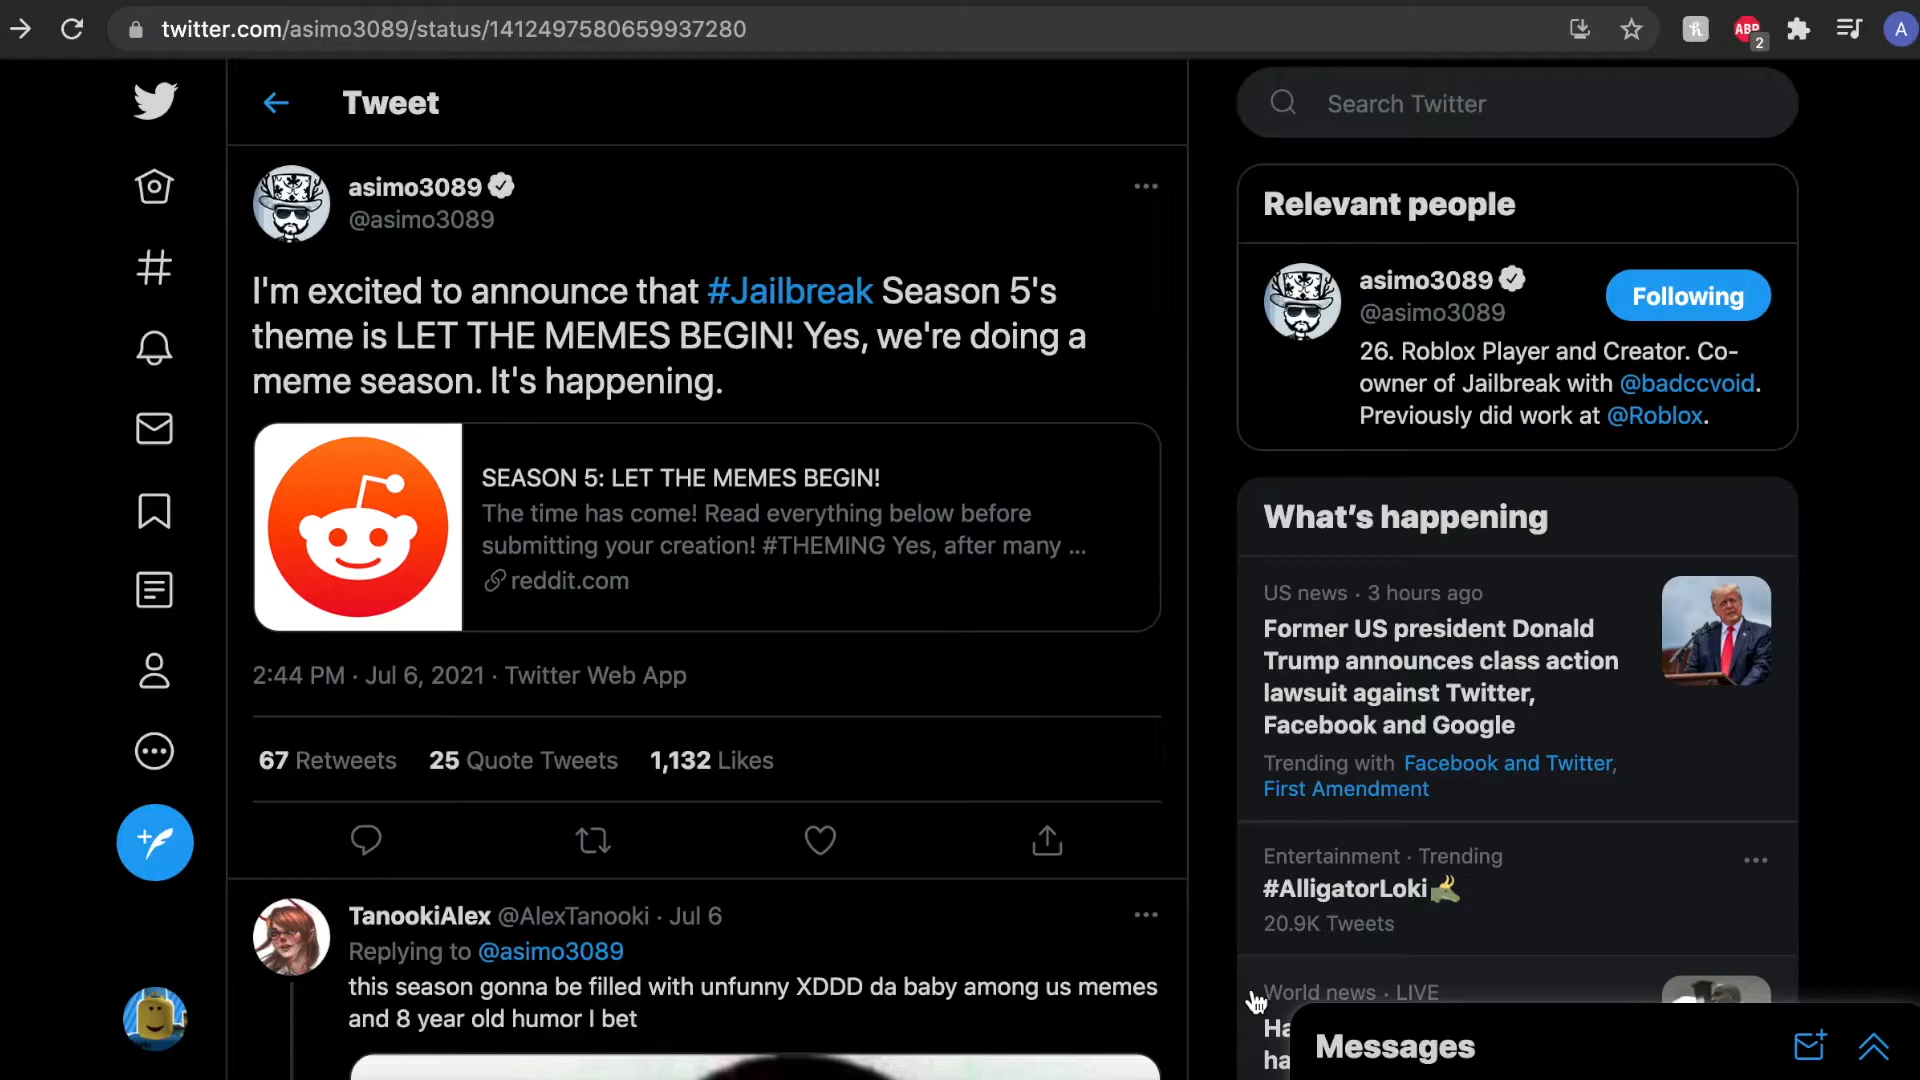 twitter.com/asimo3089/status/1412497580659937280
ABP
2
A
Tweet
Search Twitter
asimo3089
@asimo3089
I'm excited to announce that #Jailbreak Season 5's
theme is LET THE MEMES BEGIN! Yes, we're doing a
meme season. It's happening.
SEASON 5: LET THE MEMES BEGIN!
The time has come! Read everything below before
submitting your creation! #THEMING Yes, after many ...
reddit.com
2:44 PM · Jul 6, 2021 · Twitter Web App
67 Retweets 25 Quote Tweets 1,132 Likes
TanookiAlex @AlexTanooki · Jul 6
Replying to @asimo3089
this season gonna be filled with unfunny XDDD da baby among us memes
and 8 year old humor I bet
Relevant people
asimo3089
@asimo3089
Following
26. Roblox Player and Creator. Co-
owner of Jailbreak with @badccvoid.
Previously did work at @Roblox.
What's happening
US news · 3 hours ago
Former US president Donald
Trump announces class action
lawsuit against Twitter,
Facebook and Google
Trending with Facebook and Twitter,
First Amendment
Entertainment · Trending
#AlligatorLoki
20.9K Tweets
World news · LIVE
Messages